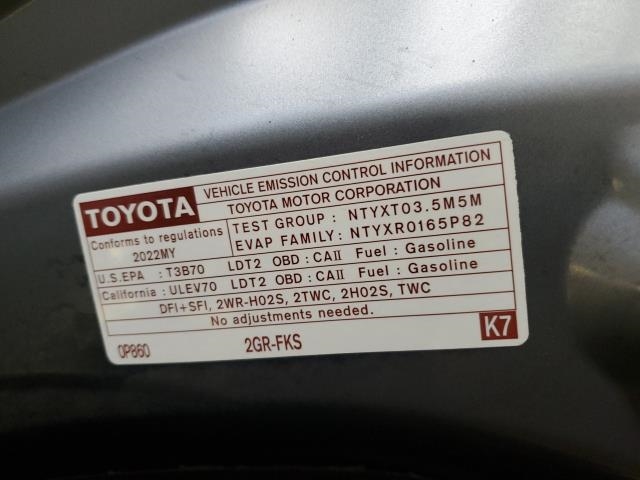 TOYOTA
VEHICLE EMISSION CONTROL INFORMATION
TOYOTA MOTOR CORPORATION
Conforms to regulations
2022MY
TEST GROUP : NTYXT03.5M5M
EVAP FAMILY: NTYXR0165P82
U.S.EPA : T3B70 LDT2 OBD : CAII Fuel : Gasoline
California : ULEV70 LDT2 OBD : CAII Fuel : Gasoline
DFI+SFI, 2WR-HO2S, 2TWC, 2HO2S, TWC
No adjustments needed.
0P860 2GR-FKS K7